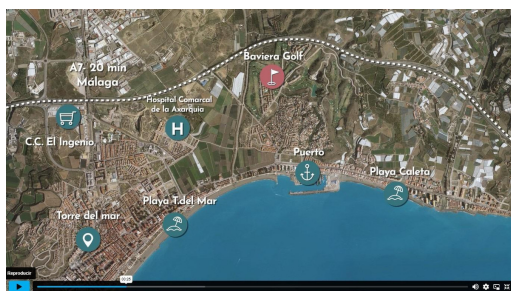 Baviera Golf
A7- 20 min
Málaga
Hospital Comarcal
de la Axarquia
C.C. El Ingenio
Puerto
Playa Caleta
Playa T.del Mar
Torre del mar
H
Reproducir